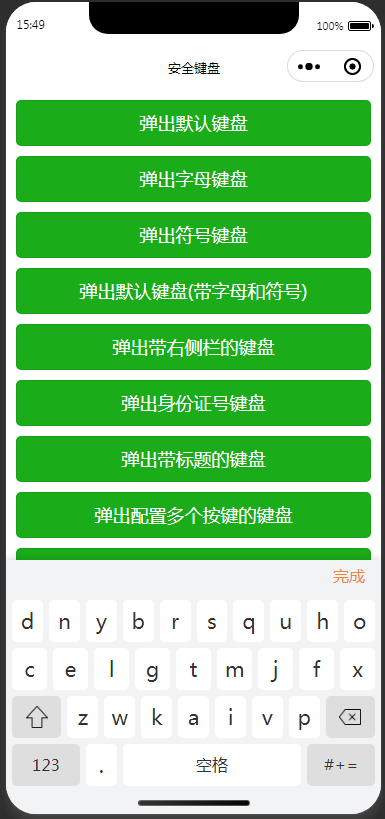 15:49 100%
安全键盘
弹出默认键盘
弹出字母键盘
弹出符号键盘
弹出默认键盘(带字母和符号)
弹出带右侧栏的键盘
弹出身份证号键盘
弹出带标题的键盘
弹出配置多个按键的键盘
完成
d n y b r s q u h o
c e l g t m j f x
z w k a i v p
123 . 空格 #+=